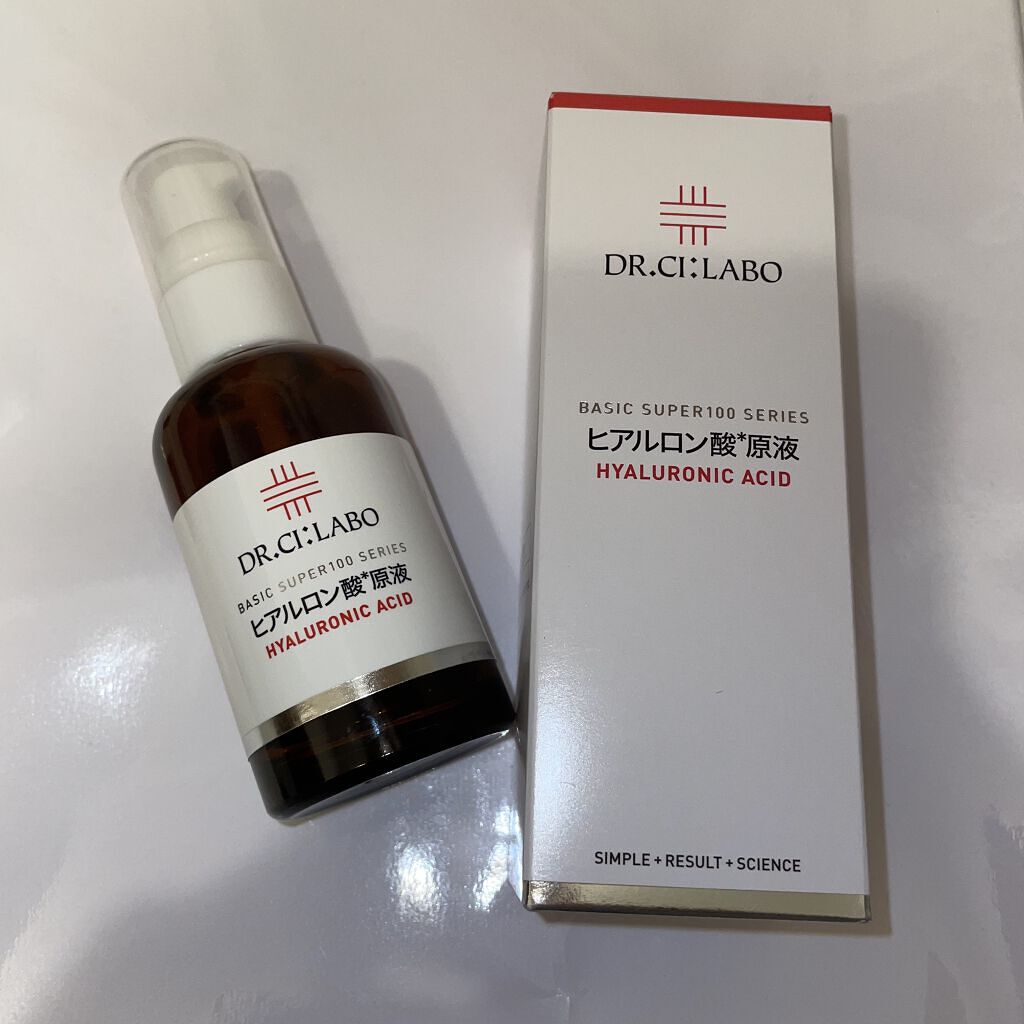 DR.CI:LABO
BASIC SUPER100 SERIES
ヒアルロン酸*原液
HYALURONIC ACID
DR.CI:LABO
BASIC SUPER100 SERIES
ヒアルロン酸*原液
HYALURONIC ACID
SIMPLE+RESULT+SCIENCE